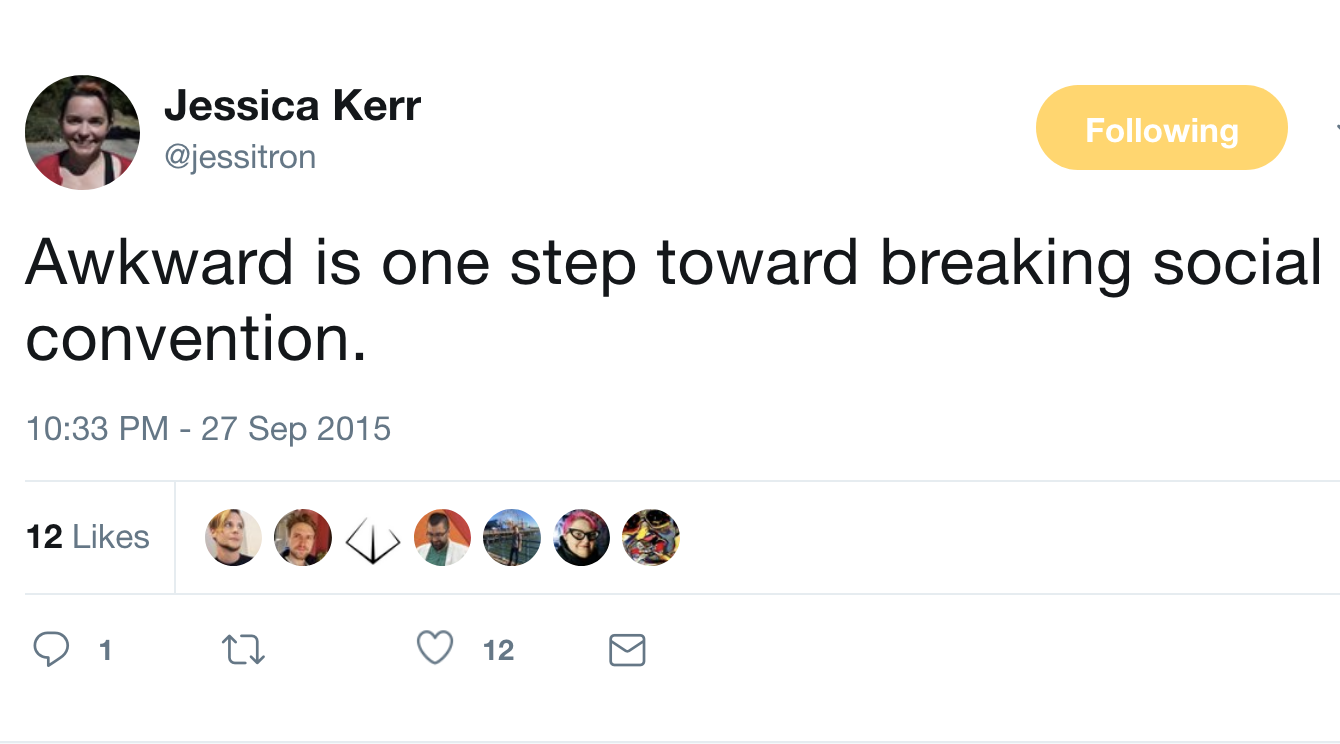 Jessica Kerr
@jessitron
Following
Awkward is one step toward breaking social
convention.
10:33 PM - 27 Sep 2015
12 Likes
1
12